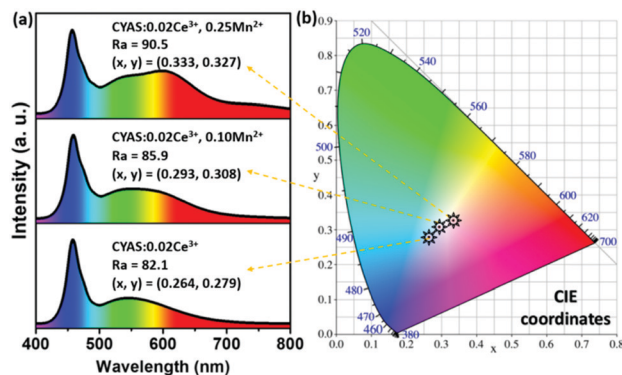 (a)
CYAS:0.02Ce³⁺, 0.25Mn²⁺
Ra = 90.5
(x, y) = (0.333, 0.327)
CYAS:0.02Ce³⁺, 0.10Mn²⁺
Ra = 85.9
(x, y) = (0.293, 0.308)
CYAS:0.02Ce³⁺
Ra = 82.1
(x, y) = (0.264, 0.279)
Intensity (a. u.)
400 500 600 700 800
Wavelength (nm)
(b)
0.9
0.8
0.7
0.6
0.5
y
0.4
0.3
0.2
0.1
0.0
520
540
560
580
600
620
700
500
490
480
470
460
380
CIE
coordinates
0.0 0.1 0.2 0.3 0.4 0.5 0.6 0.7 0.8
x